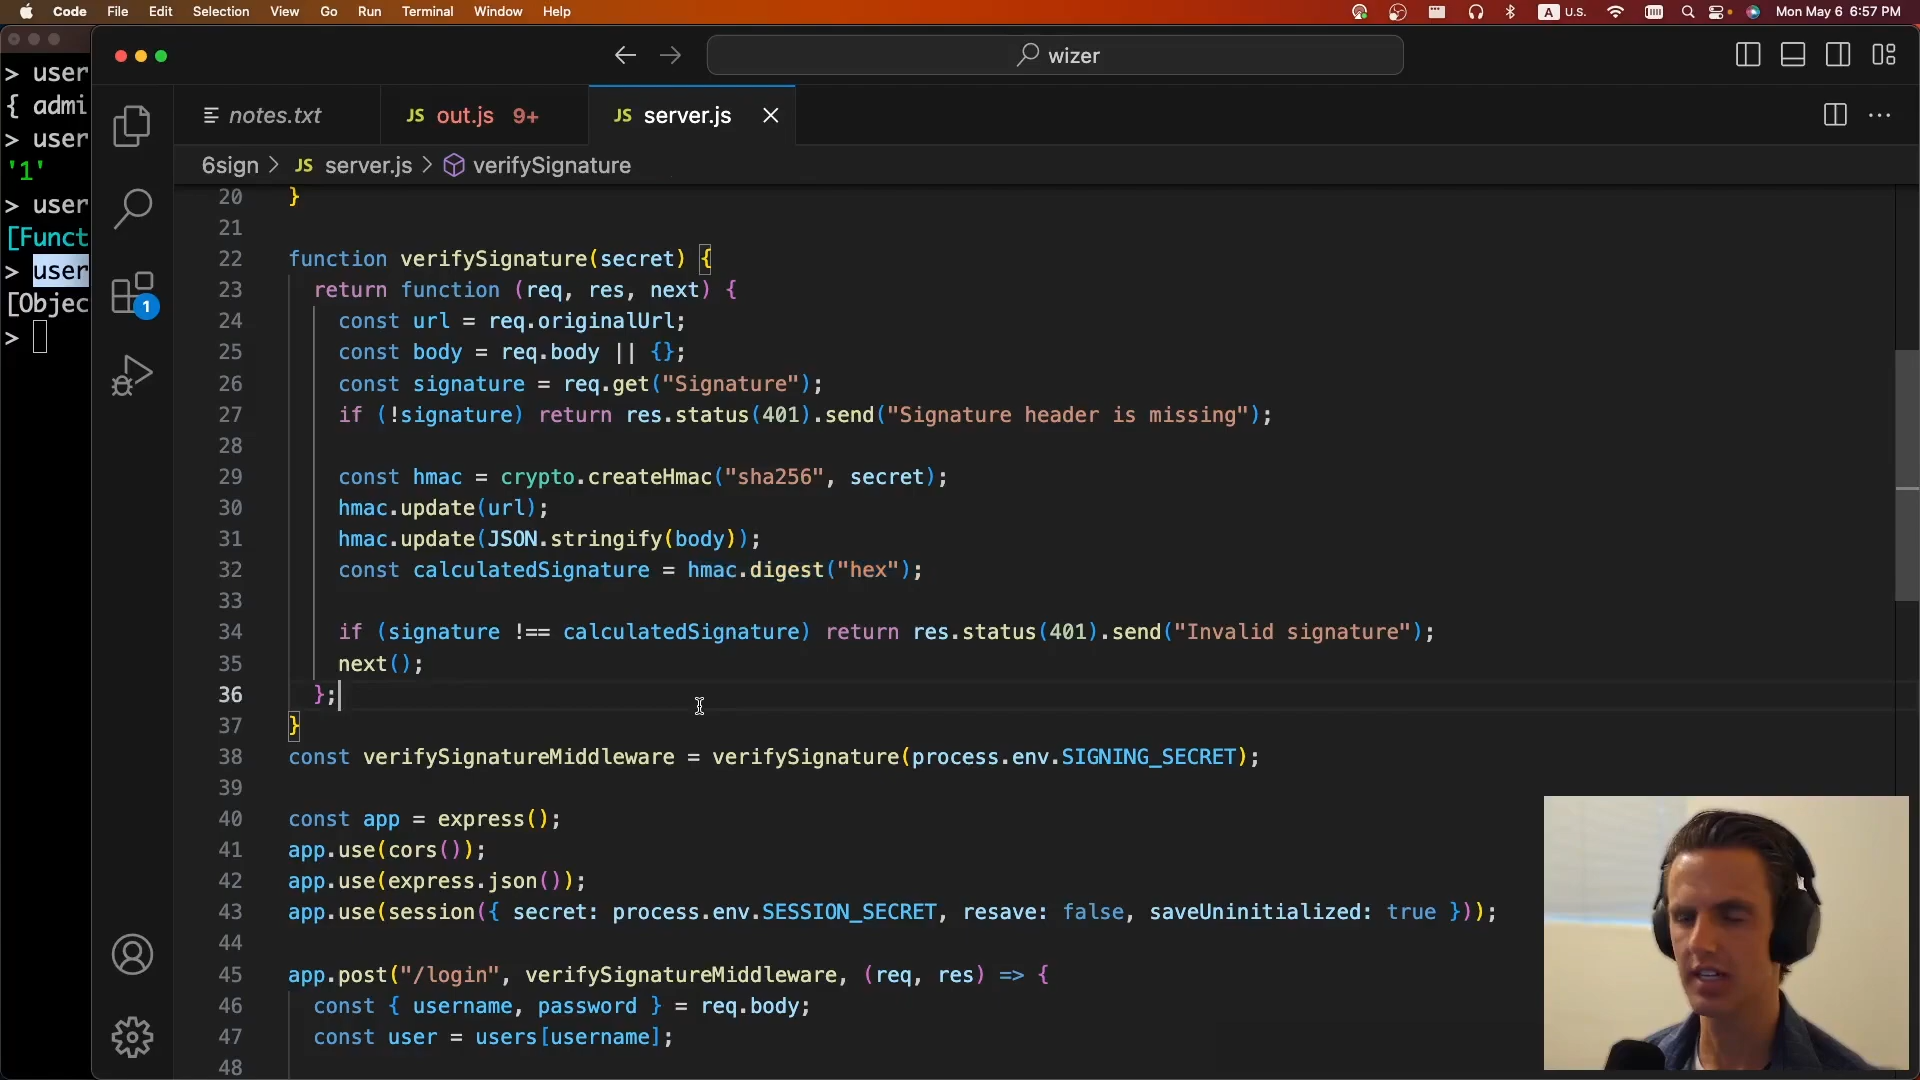 Code File Edit Selection View Go Run Terminal Window Help A U.S. Mon May 6 6:57 PM
wizer
> user
{ admi
> user
'1'
> user
[Funct
> user
[Objec
>
1
notes.txt JS out.js 9+ JS server.js
6sign > JS server.js > verifySignature
20 }
21
22 function verifySignature(secret) {
23 return function (req, res, next) {
24 const url = req.originalUrl;
25 const body = req.body || {};
26 const signature = req.get("Signature");
27 if (!signature) return res.status(401).send("Signature header is missing");
28
29 const hmac = crypto.createHmac("sha256", secret);
30 hmac.update(url);
31 hmac.update(JSON.stringify(body));
32 const calculatedSignature = hmac.digest("hex");
33
34 if (signature !== calculatedSignature) return res.status(401).send("Invalid signature");
35 next();
36 };
37 }
38 const verifySignatureMiddleware = verifySignature(process.env.SIGNING_SECRET);
39
40 const app = express();
41 app.use(cors());
42 app.use(express.json());
43 app.use(session({ secret: process.env.SESSION_SECRET, resave: false, saveUninitialized: true }));
44
45 app.post("/login", verifySignatureMiddleware, (req, res) => {
46 const { username, password } = req.body;
47 const user = users[username];
48